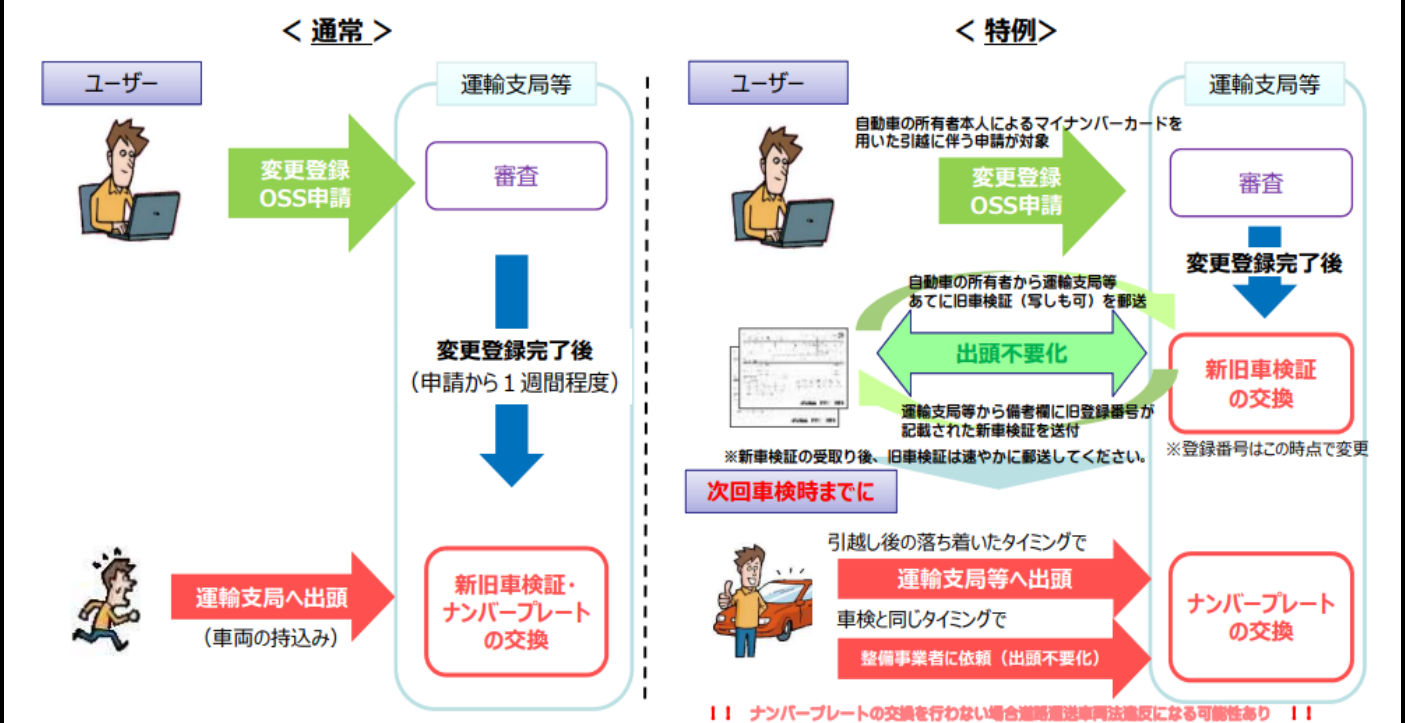 ＜ 通常 ＞
ユーザー
運輸支局等
変更登録
OSS申請
審査
変更登録完了後
（申請から１週間程度）
運輸支局へ出頭
（車両の持込み）
新旧車検証・
ナンバープレート
の交換
＜ 特例＞
ユーザー
運輸支局等
自動車の所有者本人によるマイナンバーカードを
用いた引越に伴う申請が対象
変更登録
OSS申請
審査
変更登録完了後
自動車の所有者から運輸支局等
あてに旧車検証（写しも可）を郵送
出頭不要化
新旧車検証
の交換
運輸支局等から備考欄に旧登録番号が
記載された新車検証を送付
※登録番号はこの時点で変更
※新車検証の受取り後、旧車検証は速やかに郵送してください。
次回車検時までに
引越し後の落ち着いたタイミングで
運輸支局等へ出頭
車検と同じタイミングで
整備事業者に依頼（出頭不要化）
ナンバープレート
の交換
！！ ナンバープレートの交換を行わない場合道路運送車両法違反になる可能性あり ！！